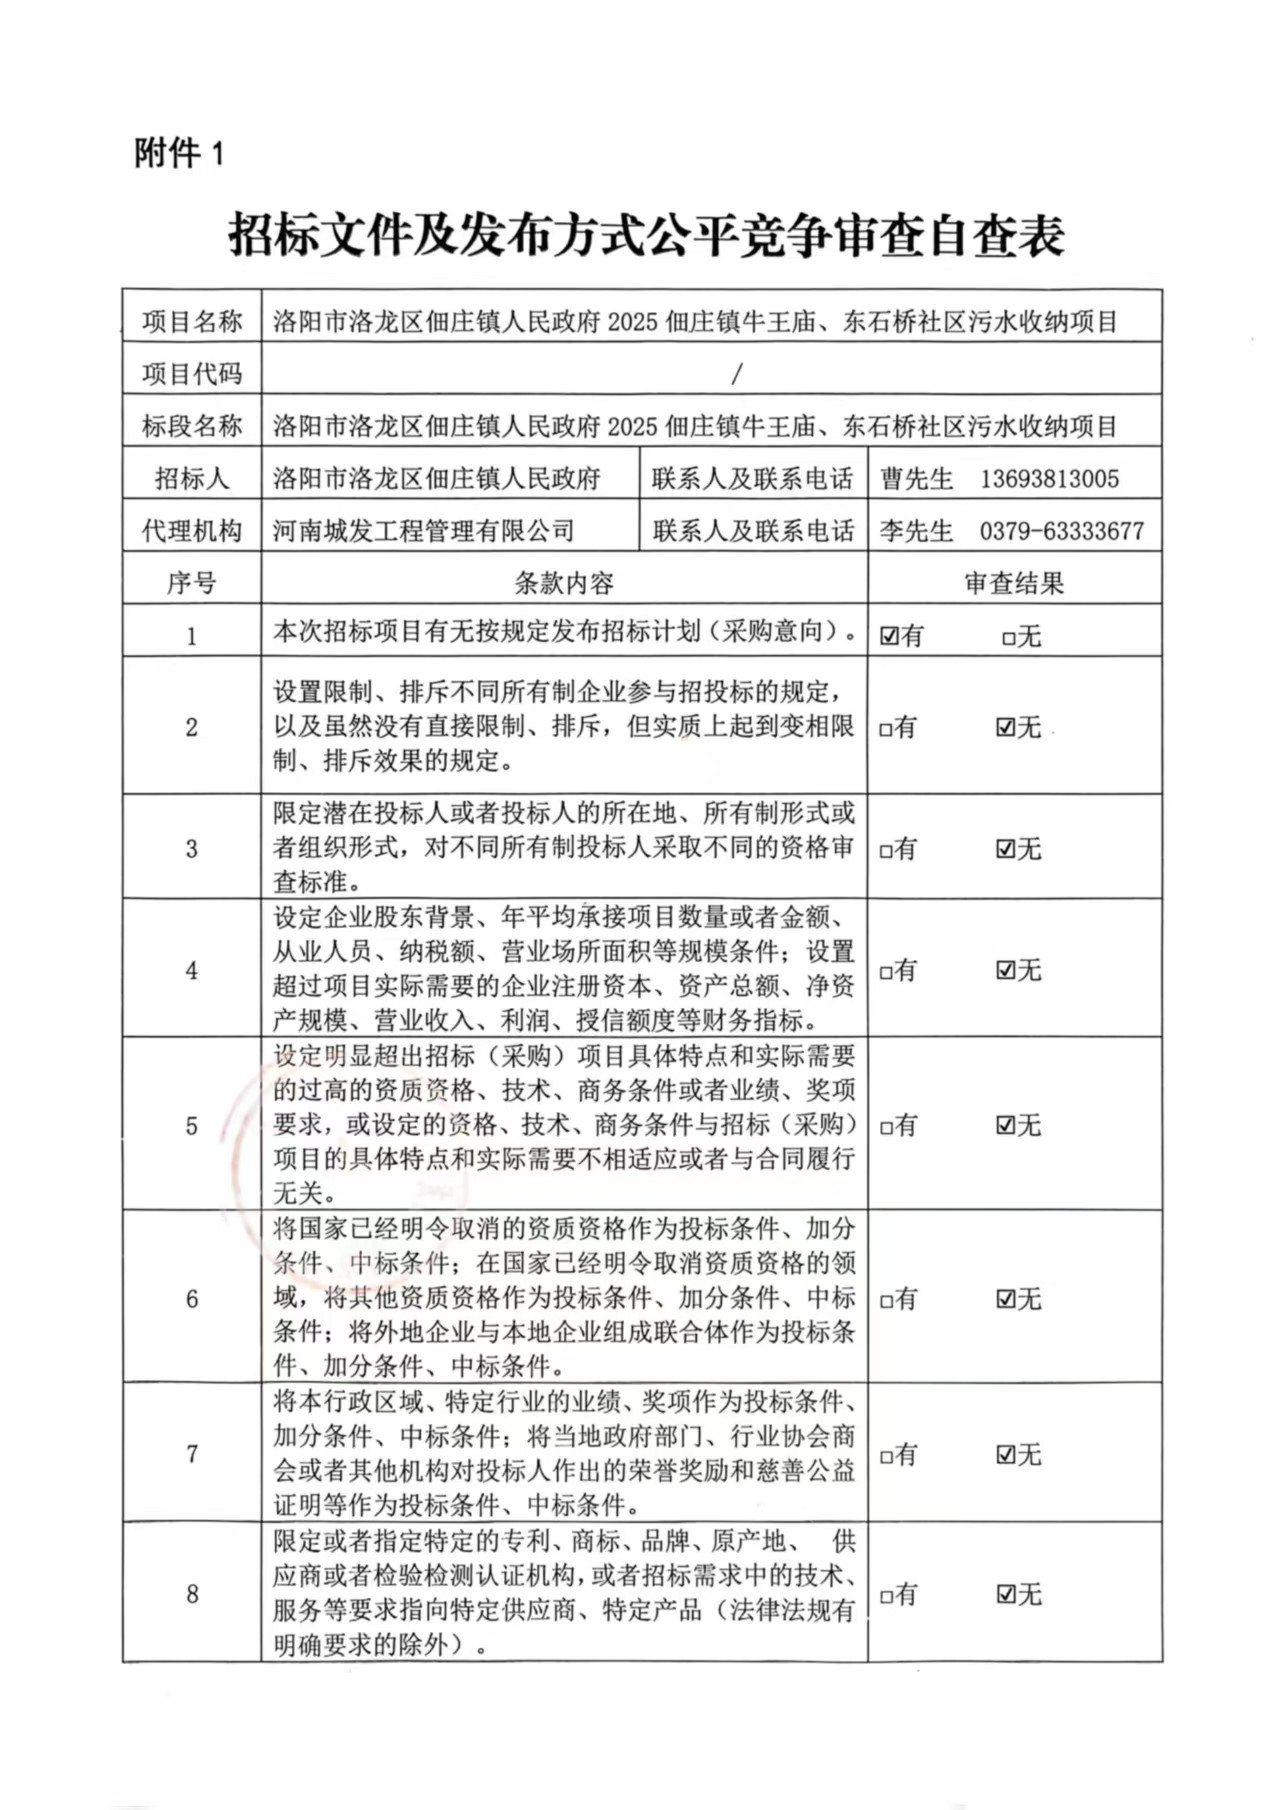 附件 1
招标文件及发布方式公平竞争审查自查表
项目名称 洛阳市洛龙区佃庄镇人民政府 2025 佃庄镇牛王庙、东石桥社区污水收纳项目
项目代码 /
标段名称 洛阳市洛龙区佃庄镇人民政府 2025 佃庄镇牛王庙、东石桥社区污水收纳项目
招标人 洛阳市洛龙区佃庄镇人民政府 联系人及联系电话 曹先生 13693813005
代理机构 河南城发工程管理有限公司 联系人及联系电话 李先生 0379-63333677
序号 条款内容 审查结果
1 本次招标项目有无按规定发布招标计划（采购意向）。 ☑有 □无
设置限制、排斥不同所有制企业参与招投标的规定，
2 以及虽然没有直接限制、排斥，但实质上起到变相限 □有 ☑无
制、排斥效果的规定。
限定潜在投标人或者投标人的所在地、所有制形式或
3 者组织形式，对不同所有制投标人采取不同的资格审 □有 ☑无
查标准。
设定企业股东背景、年平均承接项目数量或者金额、
从业人员、纳税额、营业场所面积等规模条件；设置
4 超过项目实际需要的企业注册资本、资产总额、净资 □有 ☑无
产规模、营业收入、利润、授信额度等财务指标。
设定明显超出招标（采购）项目具体特点和实际需要
的过高的资质资格、技术、商务条件或者业绩、奖项
5 要求，或设定的资格、技术、商务条件与招标（采购） □有 ☑无
项目的具体特点和实际需要不相适应或者与合同履行
无关。
将国家已经明令取消的资质资格作为投标条件、加分
条件、中标条件；在国家已经明令取消资质资格的领
6 域，将其他资质资格作为投标条件、加分条件、中标 □有 ☑无
条件；将外地企业与本地企业组成联合体作为投标条
件、加分条件、中标条件。
将本行政区域、特定行业的业绩、奖项作为投标条件、
加分条件、中标条件；将当地政府部门、行业协会商
7 会或者其他机构对投标人作出的荣誉奖励和慈善公益 □有 ☑无
证明等作为投标条件、中标条件。
限定或者指定特定的专利、商标、品牌、原产地、 供
应商或者检验检测认证机构，或者招标需求中的技术、
8 服务等要求指向特定供应商、特定产品（法律法规有 □有 ☑无
明确要求的除外）。